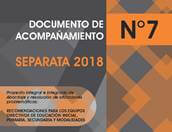 DOCUMENTO DE
ACOMPAÑAMIENTO
N°7
SEPARATA 2018
Proyecto integral e integrado de
abordaje y resolución de situaciones
problemáticas:
RECOMENDACIONES PARA LOS EQUIPOS
DIRECTIVOS DE EDUCACIÓN INICIAL,
PRIMARIA, SECUNDARIA Y MODALIDADES